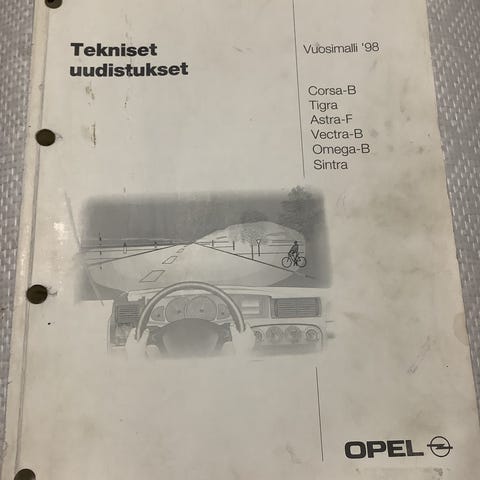 Tekniset
uudistukset
Vuosimalli '98
Corsa-B
Tigra
Astra-F
Vectra-B
Omega-B
Sintra
OPEL